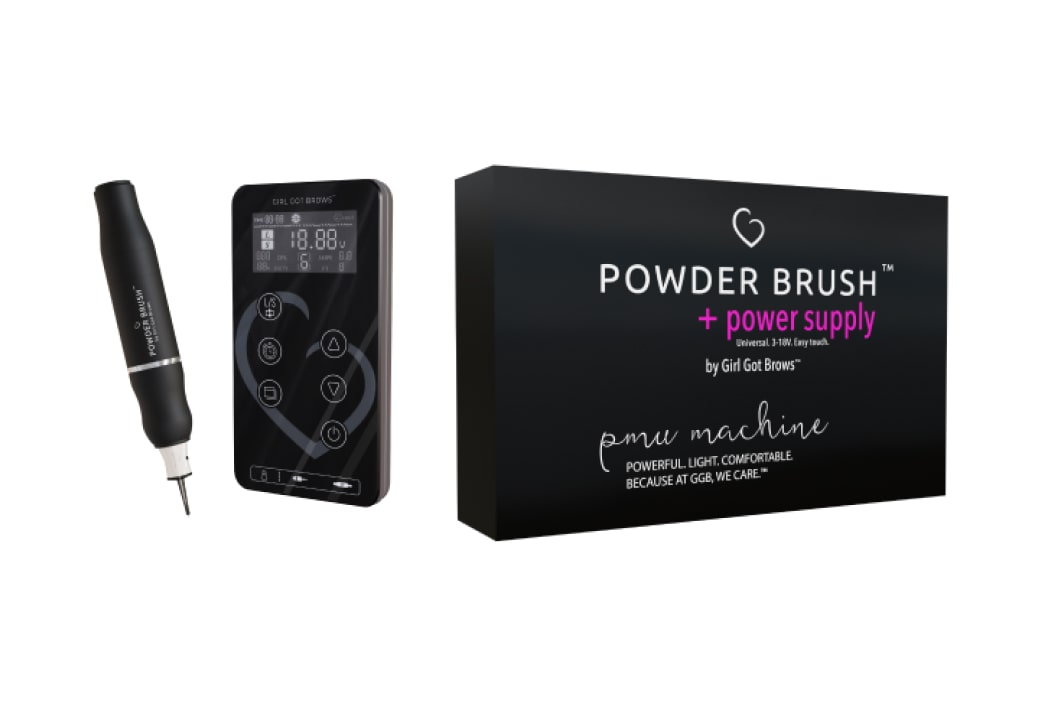 POWDER BRUSH™
GIRL GOT BROWS™
18.88 V
L/S
POWDER BRUSH™
+ power supply
Universal. 3-18V. Easy touch.
by Girl Got Brows™
pmu machine
POWERFUL. LIGHT. COMFORTABLE.
BECAUSE AT GGB, WE CARE.™